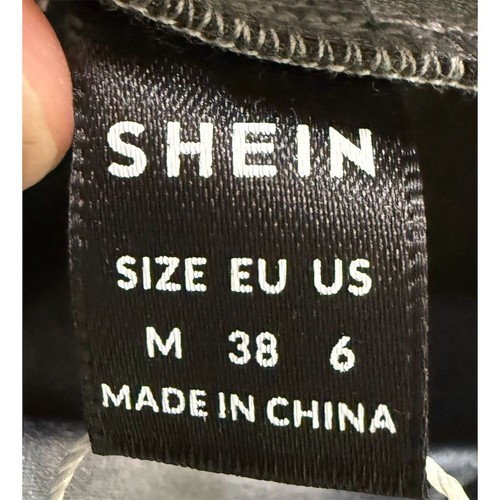 SHEIN
SIZE EU US
M 38 6
MADE IN CHINA